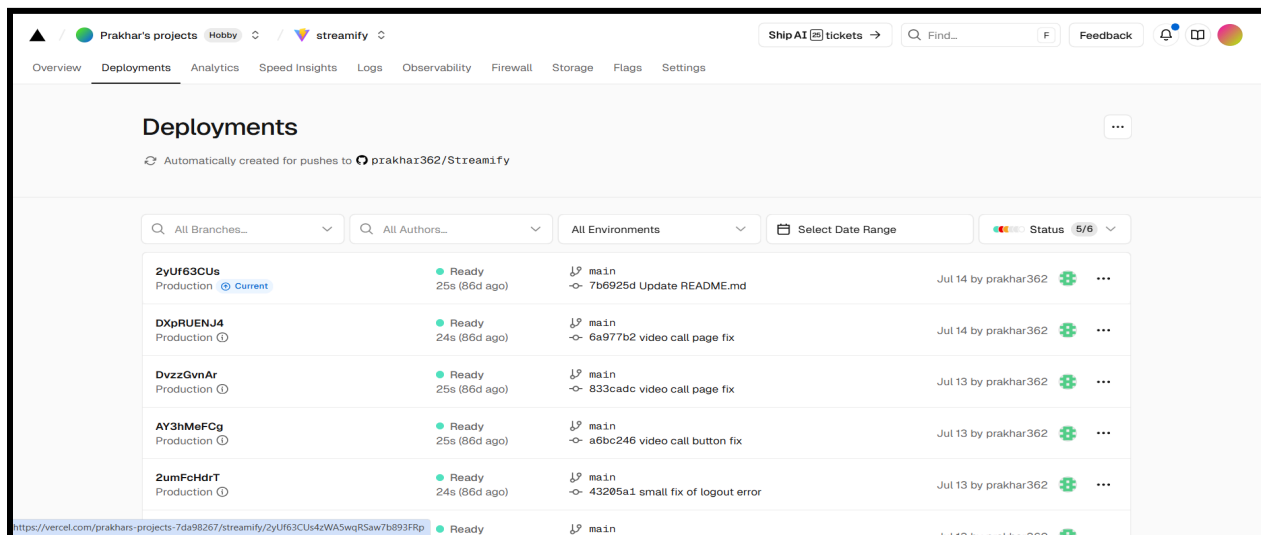 Prakhar's projects Hobby streamify Ship AI 25 tickets → Find... F Feedback
Overview Deployments Analytics Speed Insights Logs Observability Firewall Storage Flags Settings
Deployments
Automatically created for pushes to prakhar362/Streamify
All Branches... All Authors... All Environments Select Date Range Status 5/6
2yUf63CUs Ready main
Production Current 25s (86d ago) 7b6925d Update README.md Jul 14 by prakhar362
DXpRUENJ4 Ready main
Production 24s (86d ago) 6a977b2 video call page fix Jul 14 by prakhar362
DvzzGvnAr Ready main
Production 25s (86d ago) 833cadc video call page fix Jul 13 by prakhar362
AY3hMeFCg Ready main
Production 25s (86d ago) a6bc246 video call button fix Jul 13 by prakhar362
2umFcHdrT Ready main
Production 24s (86d ago) 43205a1 small fix of logout error Jul 13 by prakhar362
https://vercel.com/prakhars-projects-7da98267/streamify/2yUf63CUs4zWA5wqRSaw7b893FRp Ready main